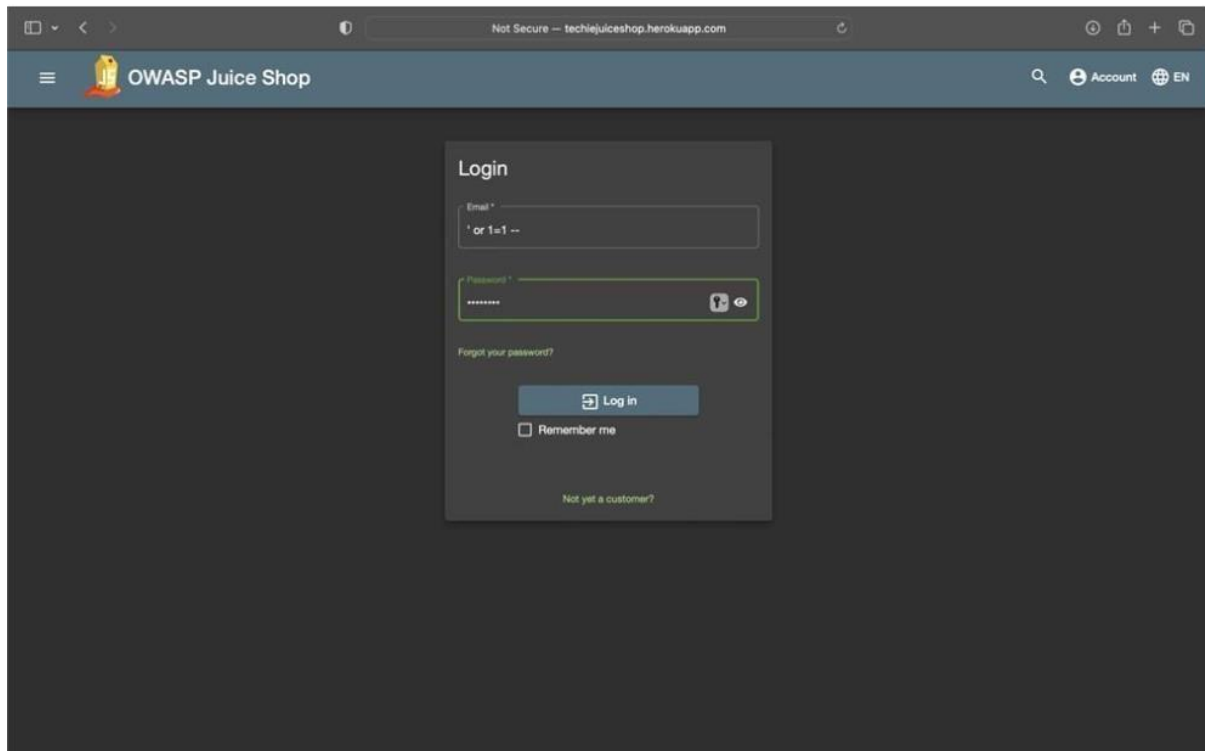 Not Secure — techiejuiceshop.herokuapp.com
OWASP Juice Shop
Account
EN
Login
Email *
' or 1=1 --
Password *
••••••••
Forgot your password?
Log in
Remember me
Not yet a customer?